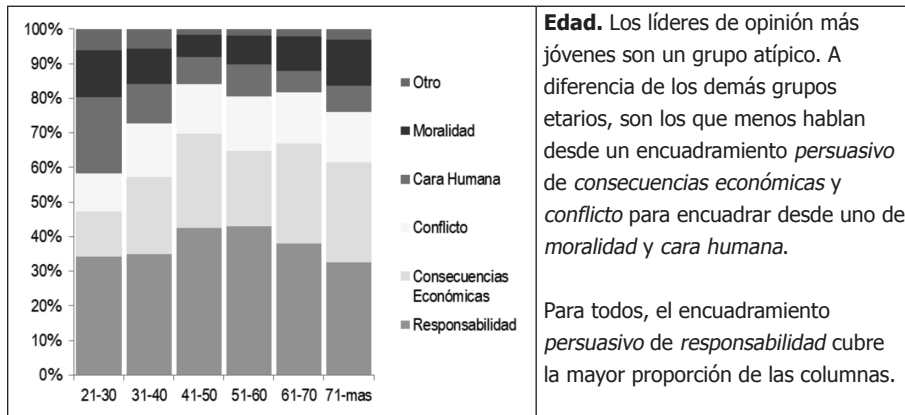 100%
90%
80%
70%
60%
50%
40%
30%
20%
10%
0%
21-30 31-40 41-50 51-60 61-70 71-mas
Otro
Moralidad
Cara Humana
Conflicto
Consecuencias
Económicas
Responsabilidad
Edad. Los líderes de opinión más
jóvenes son un grupo atípico. A
diferencia de los demás grupos
etarios, son los que menos hablan
desde un encuadramiento persuasivo
de consecuencias económicas y
conflicto para encuadrar desde uno de
moralidad y cara humana.
Para todos, el encuadramiento
persuasivo de responsabilidad cubre
la mayor proporción de las columnas.